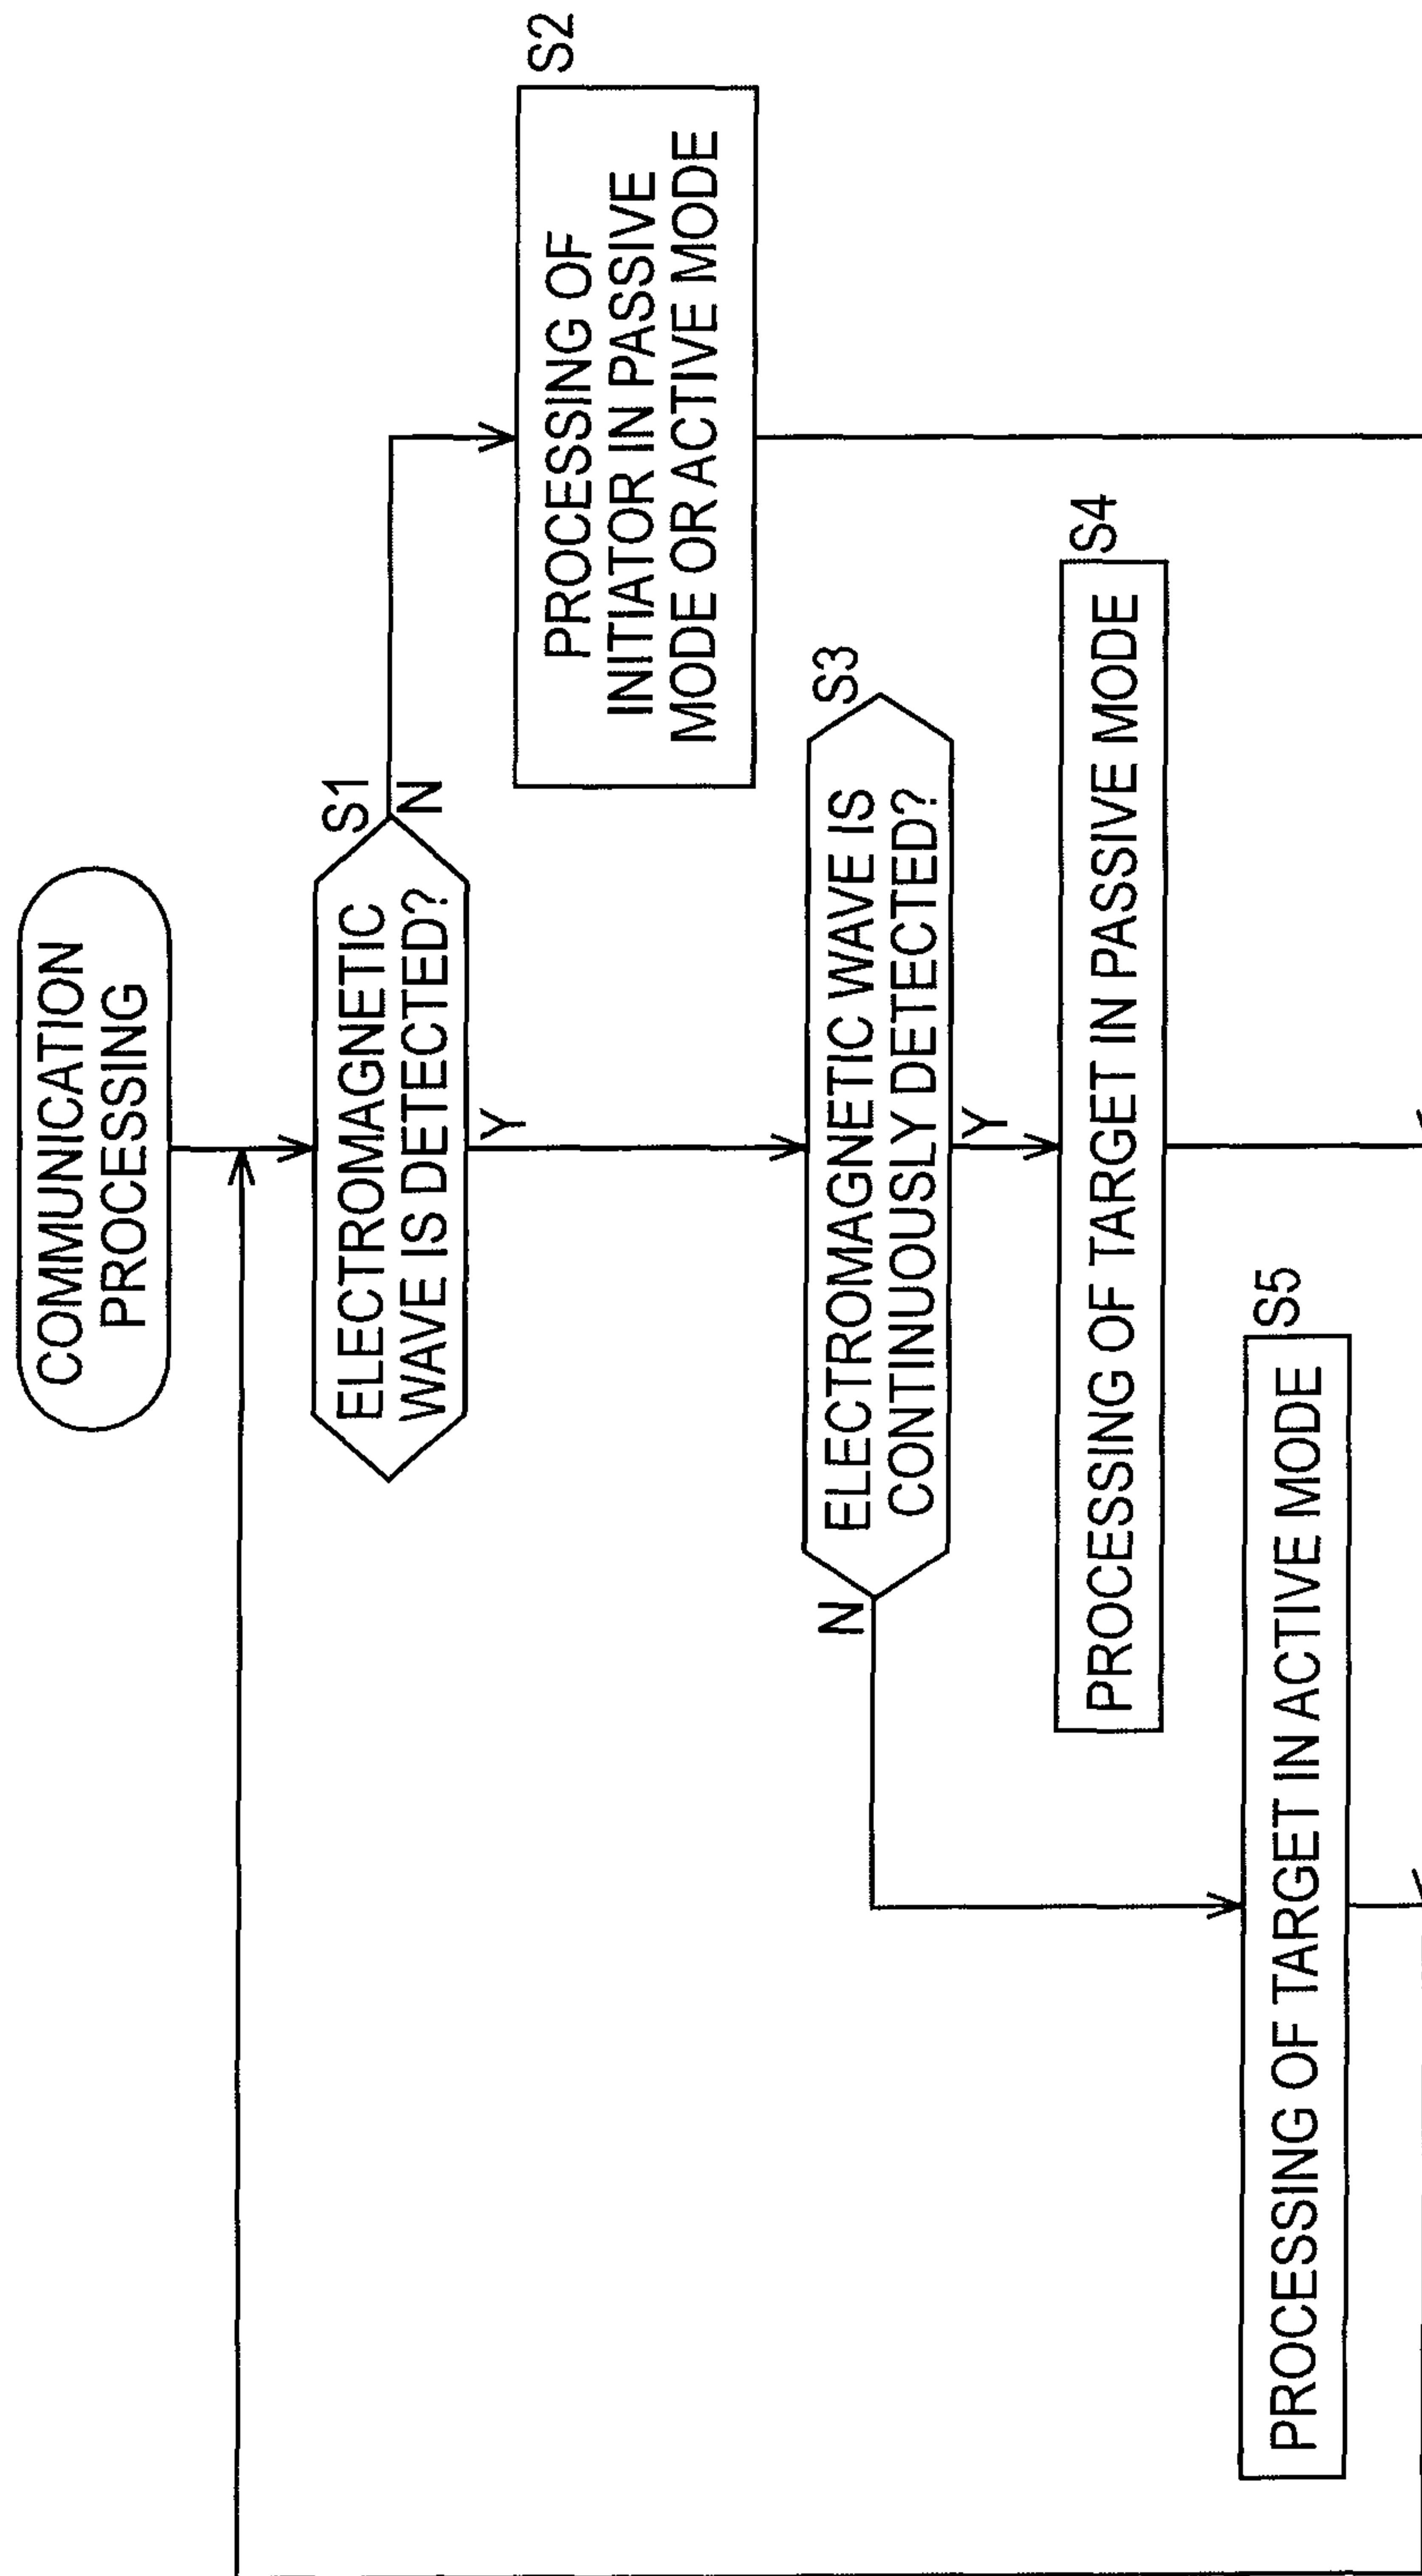 COMMUNICATION
PROCESSING
S1
ELECTROMAGNETIC
WAVE IS DETECTED?
N
Y
S2
PROCESSING OF
INITIATOR IN PASSIVE
MODE OR ACTIVE MODE
S3
ELECTROMAGNETIC WAVE IS
CONTINUOUSLY DETECTED?
N
Y
S4
PROCESSING OF TARGET IN PASSIVE MODE
S5
PROCESSING OF TARGET IN ACTIVE MODE